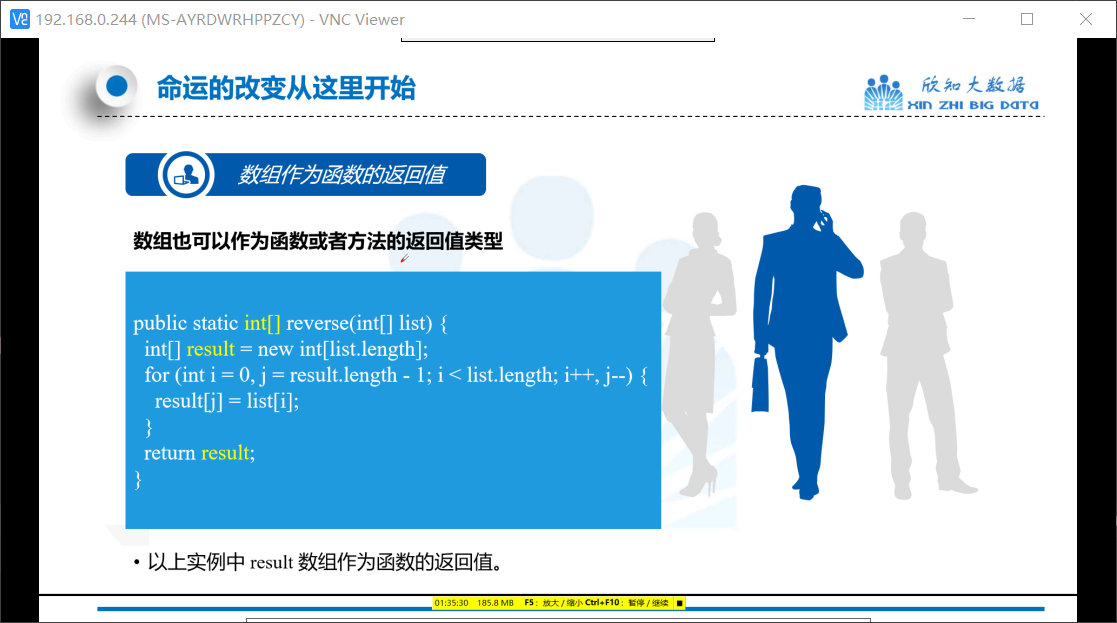 192.168.0.244 (MS-AYRDWRHPPZCY) - VNC Viewer
命运的改变从这里开始
欣知大数据
XIN ZHI BIG DATA
数组作为函数的返回值
数组也可以作为函数或者方法的返回值类型
public static int[] reverse(int[] list) {
int[] result = new int[list.length];
for (int i = 0, j = result.length - 1; i < list.length; i++, j--) {
result[j] = list[i];
}
return result;
}
• 以上实例中 result 数组作为函数的返回值。
01:35:30 185.8 MB F5：放大 / 缩小 Ctrl+F10：暂停 / 继续